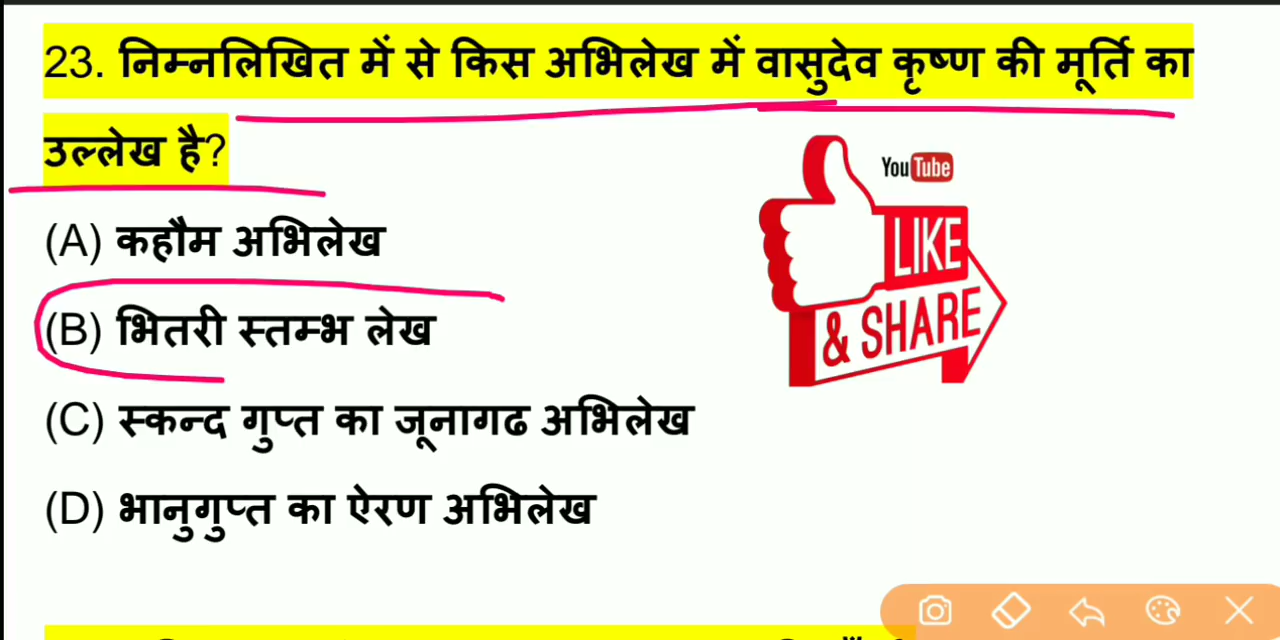 23. निम्नलिखित में से किस अभिलेख में वासुदेव कृष्ण की मूर्ति का
उल्लेख है?
YouTube
(A) कहौम अभिलेख
LIKE
(B) भितरी स्तम्भ लेख
& SHARE
(C) स्कन्द गुप्त का जूनागढ अभिलेख
(D) भानुगुप्त का ऐरण अभिलेख